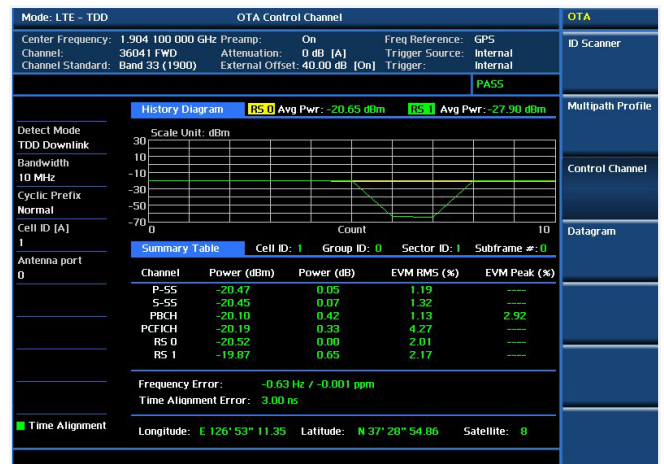 Mode: LTE - TDD
OTA Control Channel
OTA
Center Frequency: 1.904 100 000 GHz
Preamp: On
Freq Reference: GPS
Channel: 36041 FWD
Attenuation: 0 dB [A]
Trigger Source: Internal
Channel Standard: Band 33 (1900)
External Offset: 40.00 dB [On]
Trigger: Internal
PASS
ID Scanner
Multipath Profile
Control Channel
Datagram
Detect Mode
TDD Downlink
Bandwidth
10 MHz
Cyclic Prefix
Normal
Cell ID [A]
1
Antenna port
0
Time Alignment
History Diagram RS 0 Avg Pwr: -20.65 dBm RS 1 Avg Pwr: -27.90 dBm
Scale Unit: dBm
30
10
-10
-30
-50
-70
0 Count 10
Summary Table Cell ID: 1 Group ID: 0 Sector ID: 1 Subframe #: 0
Channel Power (dBm) Power (dB) EVM RMS (%) EVM Peak (%)
P-SS -20.47 0.05 1.19 ----
S-SS -20.45 0.07 1.32 ----
PBCH -20.10 0.42 1.13 2.92
PCFICH -20.19 0.33 4.27 ----
RS 0 -20.52 0.00 2.01 ----
RS 1 -19.87 0.65 2.17 ----
Frequency Error: -0.63 Hz / -0.001 ppm
Time Alignment Error: 3.00 ns
Longitude: E 126' 53" 11.35 Latitude: N 37' 28" 54.86 Satellite: 8